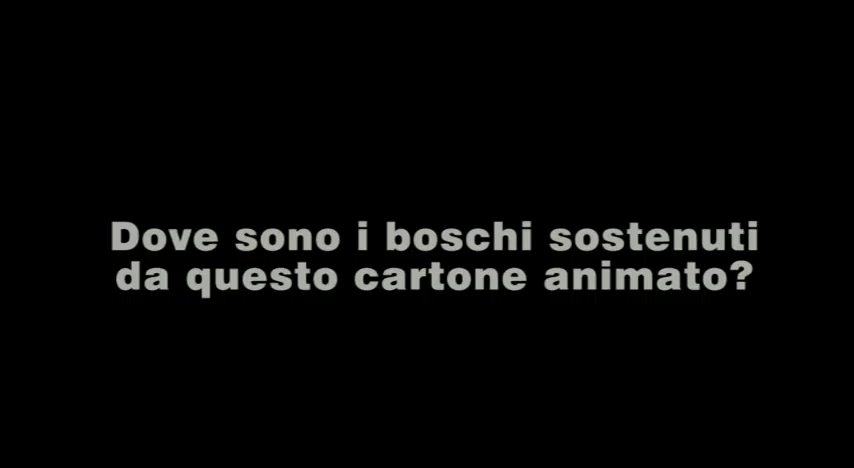 Dove sono i boschi sostenuti
da questo cartone animato?